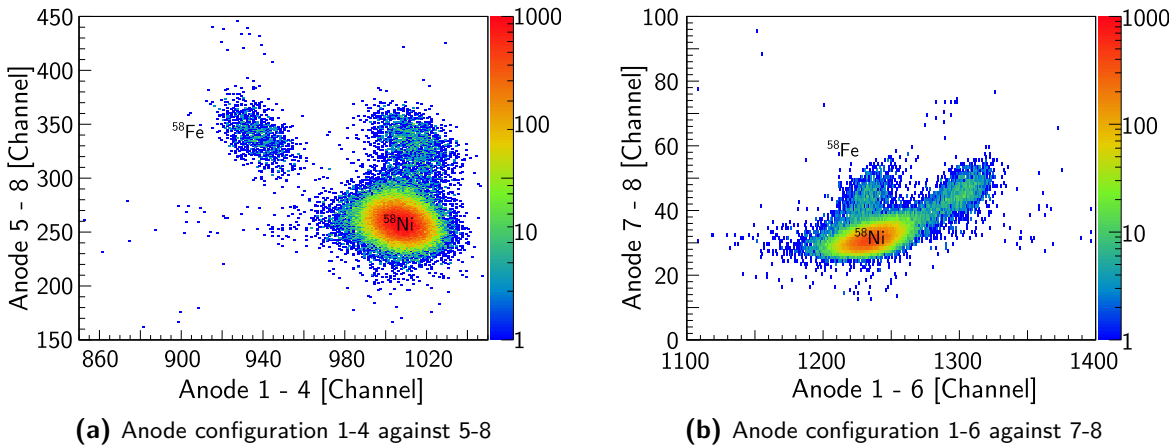 450
400
350
300
250
200
150
Anode 5 - 8 [Channel]
⁵⁸Fe
⁵⁸Ni
1000
100
10
1
860 900 940 980 1020
Anode 1 - 4 [Channel]
(a) Anode configuration 1-4 against 5-8
100
80
60
40
20
0
Anode 7 - 8 [Channel]
⁵⁸Fe
⁵⁸Ni
1000
100
10
1
1100 1200 1300 1400
Anode 1 - 6 [Channel]
(b) Anode configuration 1-6 against 7-8